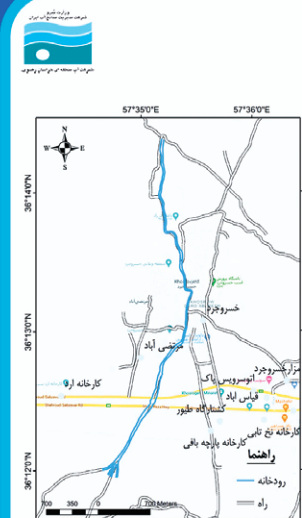 وزارت نیرو
شرکت مدیریت منابع آب ایران
شرکت آب منطقه ای خراسان رضوی
57°35'0"E
57°36'0"E
N
W
E
S
36°14'0"N
خسروجرد
36°13'0"N
مرتضی آباد
مزار خسروجرد
اتوسرویس پاک
کارخانه آرد
قیاس آباد
کشتارگاه طیور
کارخانه نخ تابی
کارخانه پارچه بافی
راهنما
رودخانه
راه
36°12'0"N
700
350
0
700 Meters